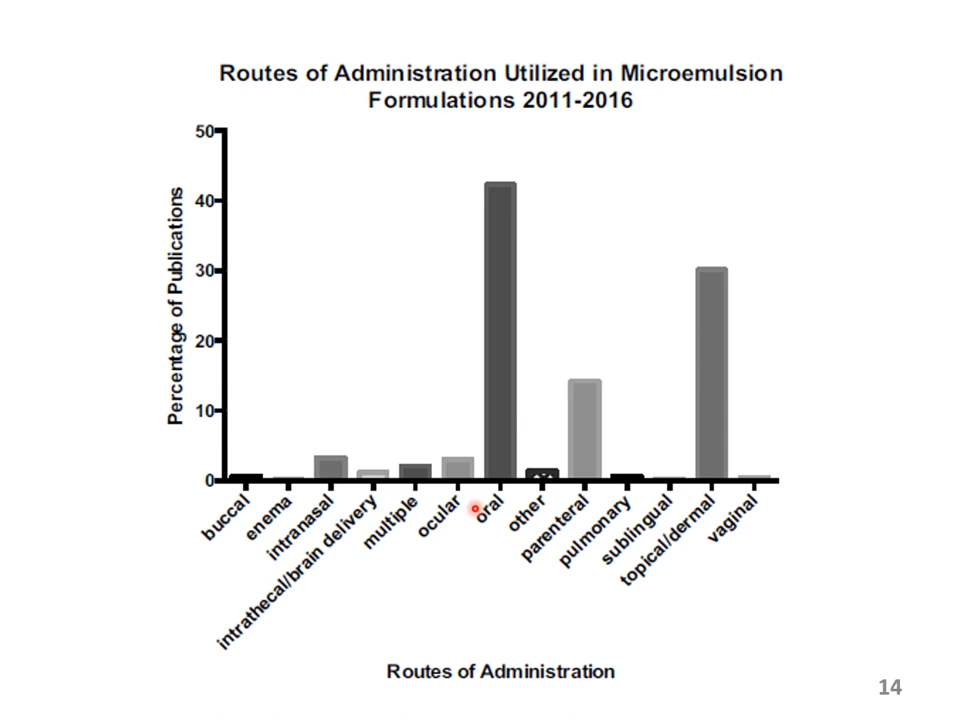 Routes of Administration Utilized in Microemulsion
Formulations 2011-2016
Percentage of Publications
50
40
30
20
10
0
buccal
enema
intranasal
intrathecal/brain delivery
multiple
ocular
oral
other
parenteral
pulmonary
sublingual
topical/dermal
vaginal
Routes of Administration
14